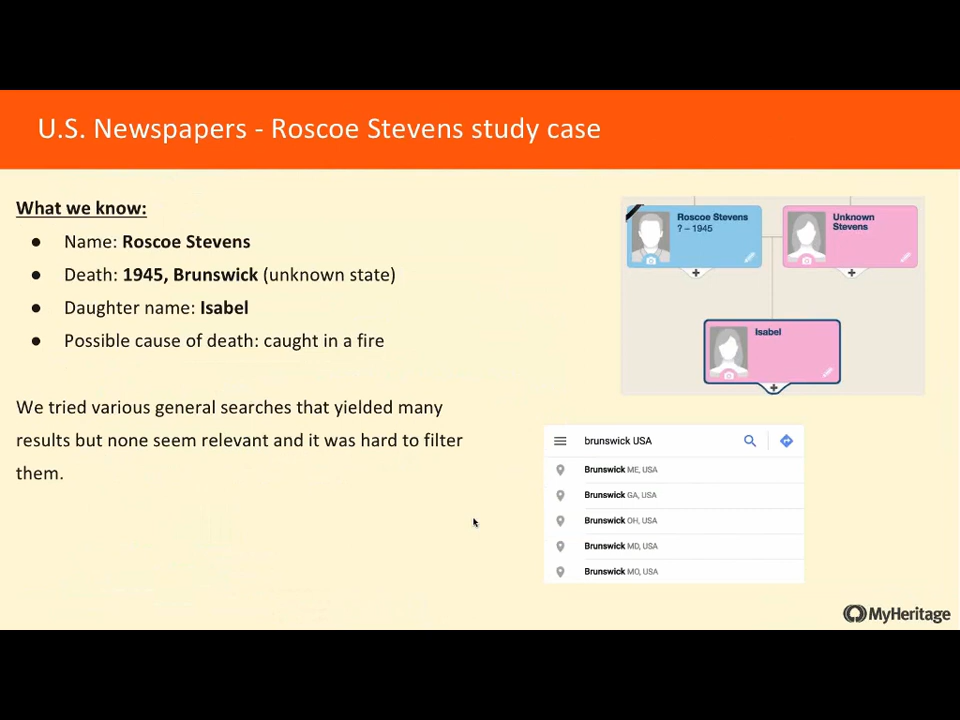 U.S. Newspapers - Roscoe Stevens study case
What we know:
● Name: Roscoe Stevens
● Death: 1945, Brunswick (unknown state)
● Daughter name: Isabel
● Possible cause of death: caught in a fire
We tried various general searches that yielded many
results but none seem relevant and it was hard to filter
them.
Roscoe Stevens
? – 1945
Unknown
Stevens
Isabel
brunswick USA
Brunswick ME, USA
Brunswick GA, USA
Brunswick OH, USA
Brunswick MD, USA
Brunswick MO, USA
MyHeritage